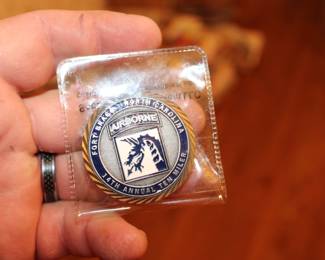 FORT BRAGG, NORTH CAROLINA
AIRBORNE
14TH ANNUAL TEN MILER